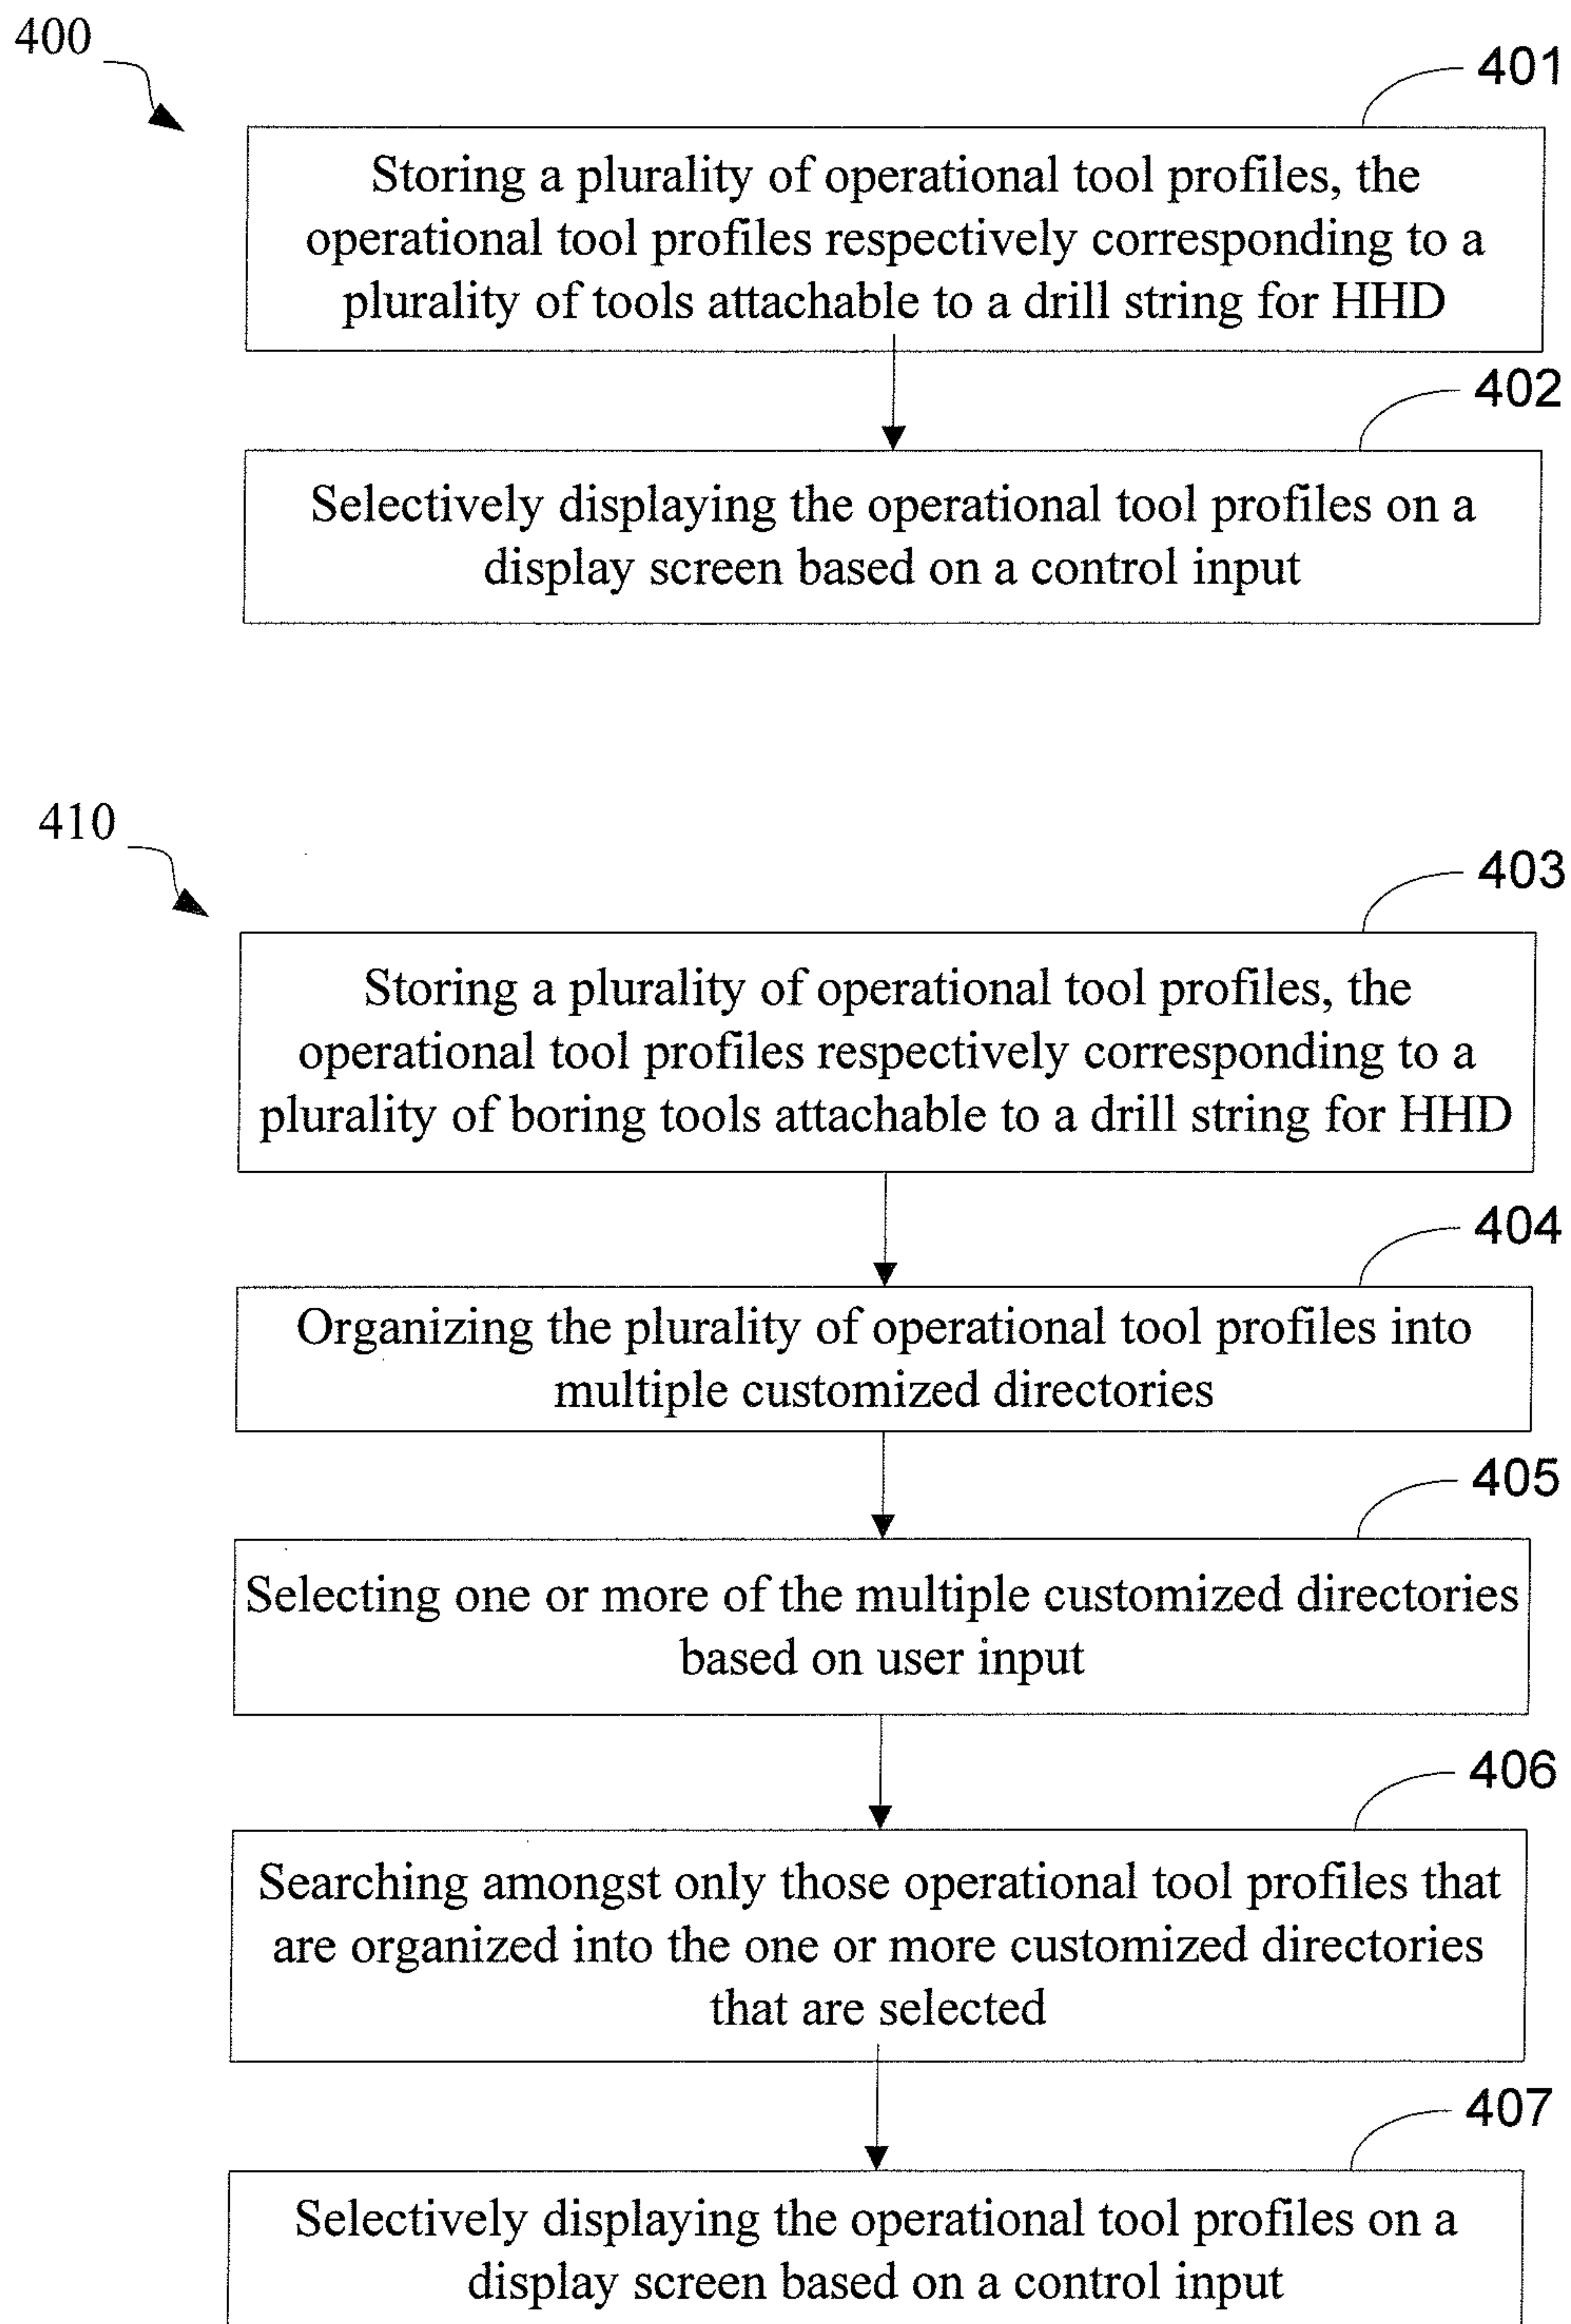 400
401
Storing a plurality of operational tool profiles, the
operational tool profiles respectively corresponding to a
plurality of tools attachable to a drill string for HHD
402
Selectively displaying the operational tool profiles on a
display screen based on a control input
410
403
Storing a plurality of operational tool profiles, the
operational tool profiles respectively corresponding to a
plurality of boring tools attachable to a drill string for HHD
404
Organizing the plurality of operational tool profiles into
multiple customized directories
405
Selecting one or more of the multiple customized directories
based on user input
406
Searching amongst only those operational tool profiles that
are organized into the one or more customized directories
that are selected
407
Selectively displaying the operational tool profiles on a
display screen based on a control input